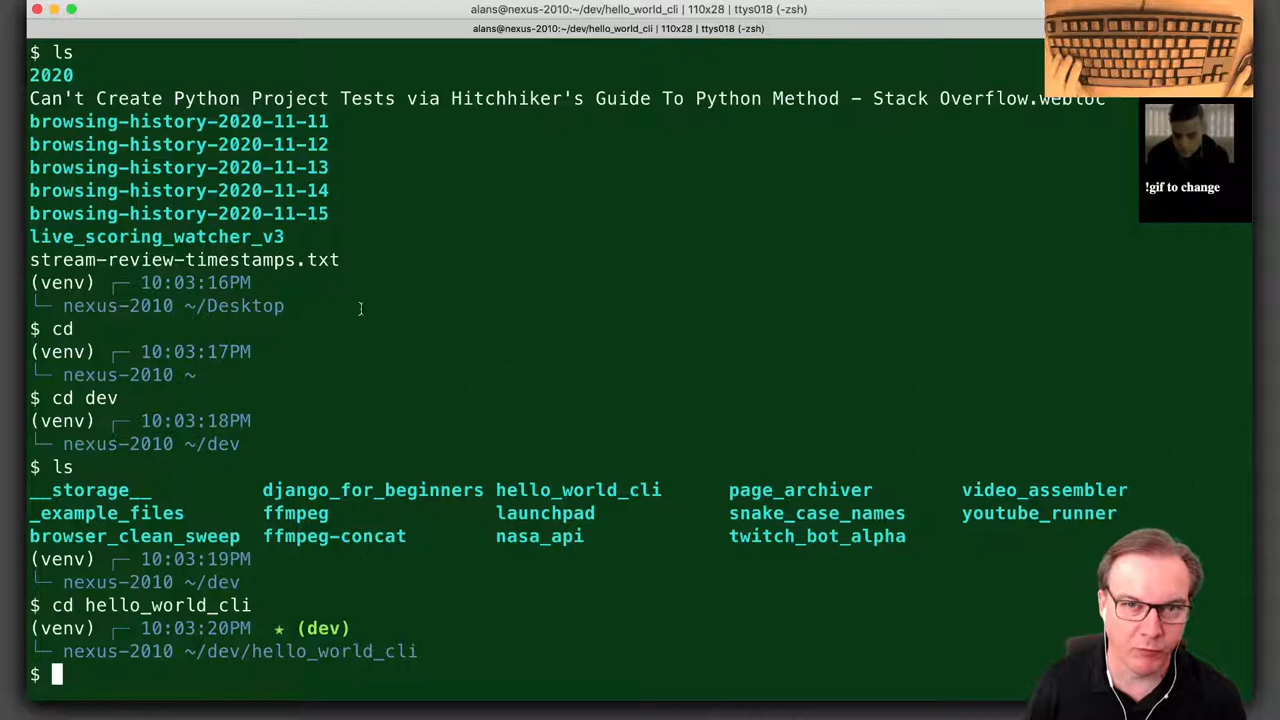 alans@nexus-2010:~/dev/hello_world_cli | 110x28 | ttys018 (-zsh)
alans@nexus-2010:~/dev/hello_world_cli | 110x28 | ttys018 (-zsh)
$ ls
2020
Can't Create Python Project Tests via Hitchhiker's Guide To Python Method - Stack Overflow.webloc
browsing-history-2020-11-11
browsing-history-2020-11-12
browsing-history-2020-11-13
browsing-history-2020-11-14
browsing-history-2020-11-15
live_scoring_watcher_v3
stream-review-timestamps.txt
(venv) ┌─ 10:03:16PM
└─ nexus-2010 ~/Desktop
$ cd
(venv) ┌─ 10:03:17PM
└─ nexus-2010 ~
$ cd dev
(venv) ┌─ 10:03:18PM
└─ nexus-2010 ~/dev
$ ls
__storage__ django_for_beginners hello_world_cli page_archiver video_assembler
_example_files ffmpeg launchpad snake_case_names youtube_runner
browser_clean_sweep ffmpeg-concat nasa_api twitch_bot_alpha
(venv) ┌─ 10:03:19PM
└─ nexus-2010 ~/dev
$ cd hello_world_cli
(venv) ┌─ 10:03:20PM ★ (dev)
└─ nexus-2010 ~/dev/hello_world_cli
$
!gif to change